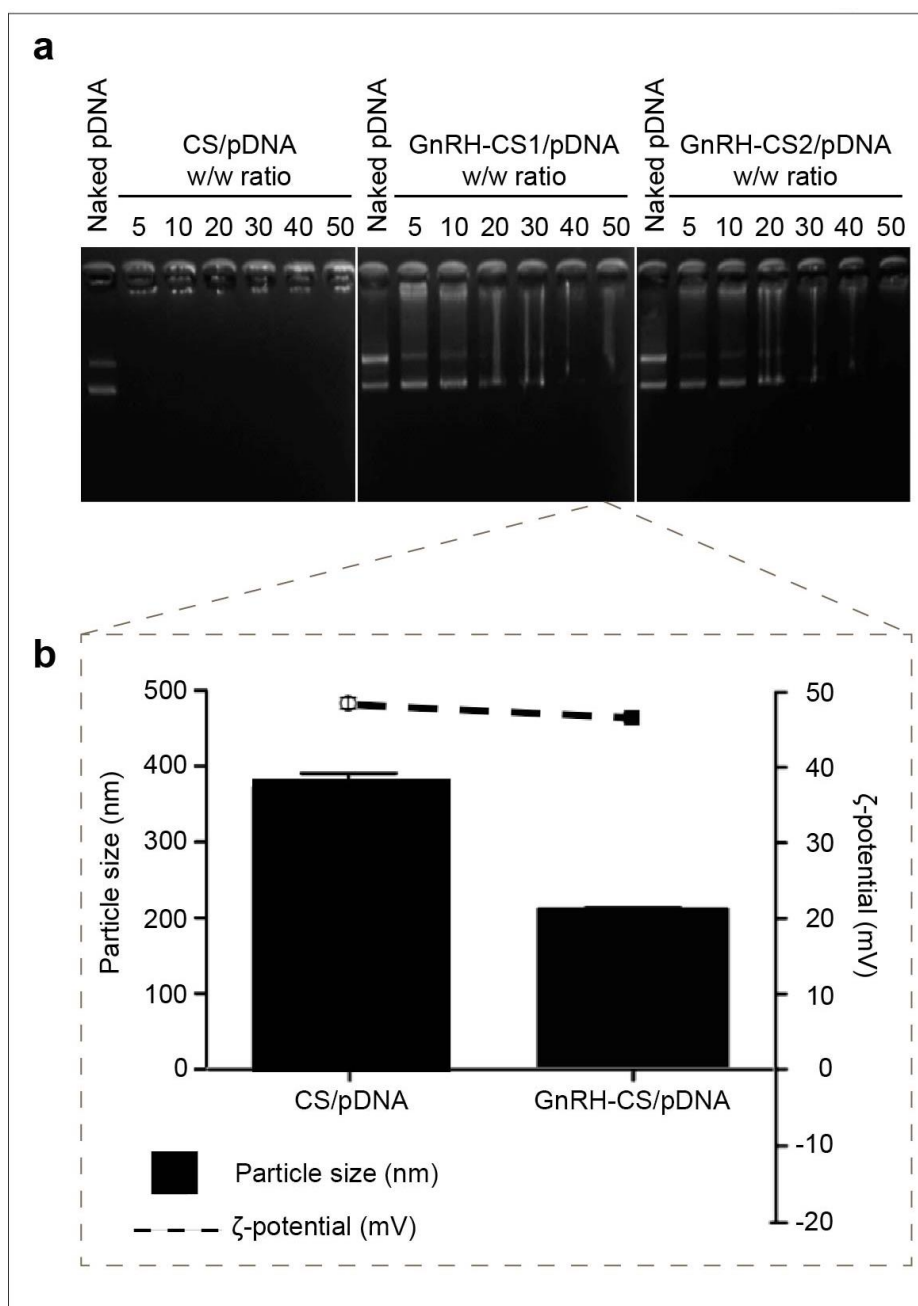 a
Naked pDNA
CS/pDNA
w/w ratio
5 10 20 30 40 50
Naked pDNA
GnRH-CS1/pDNA
w/w ratio
5 10 20 30 40 50
Naked pDNA
GnRH-CS2/pDNA
w/w ratio
5 10 20 30 40 50
b
Particle size (nm)
500
400
300
200
100
0
50
40
30
20
10
0
-10
-20
ζ-potential (mV)
CS/pDNA
GnRH-CS/pDNA
Particle size (nm)
ζ-potential (mV)